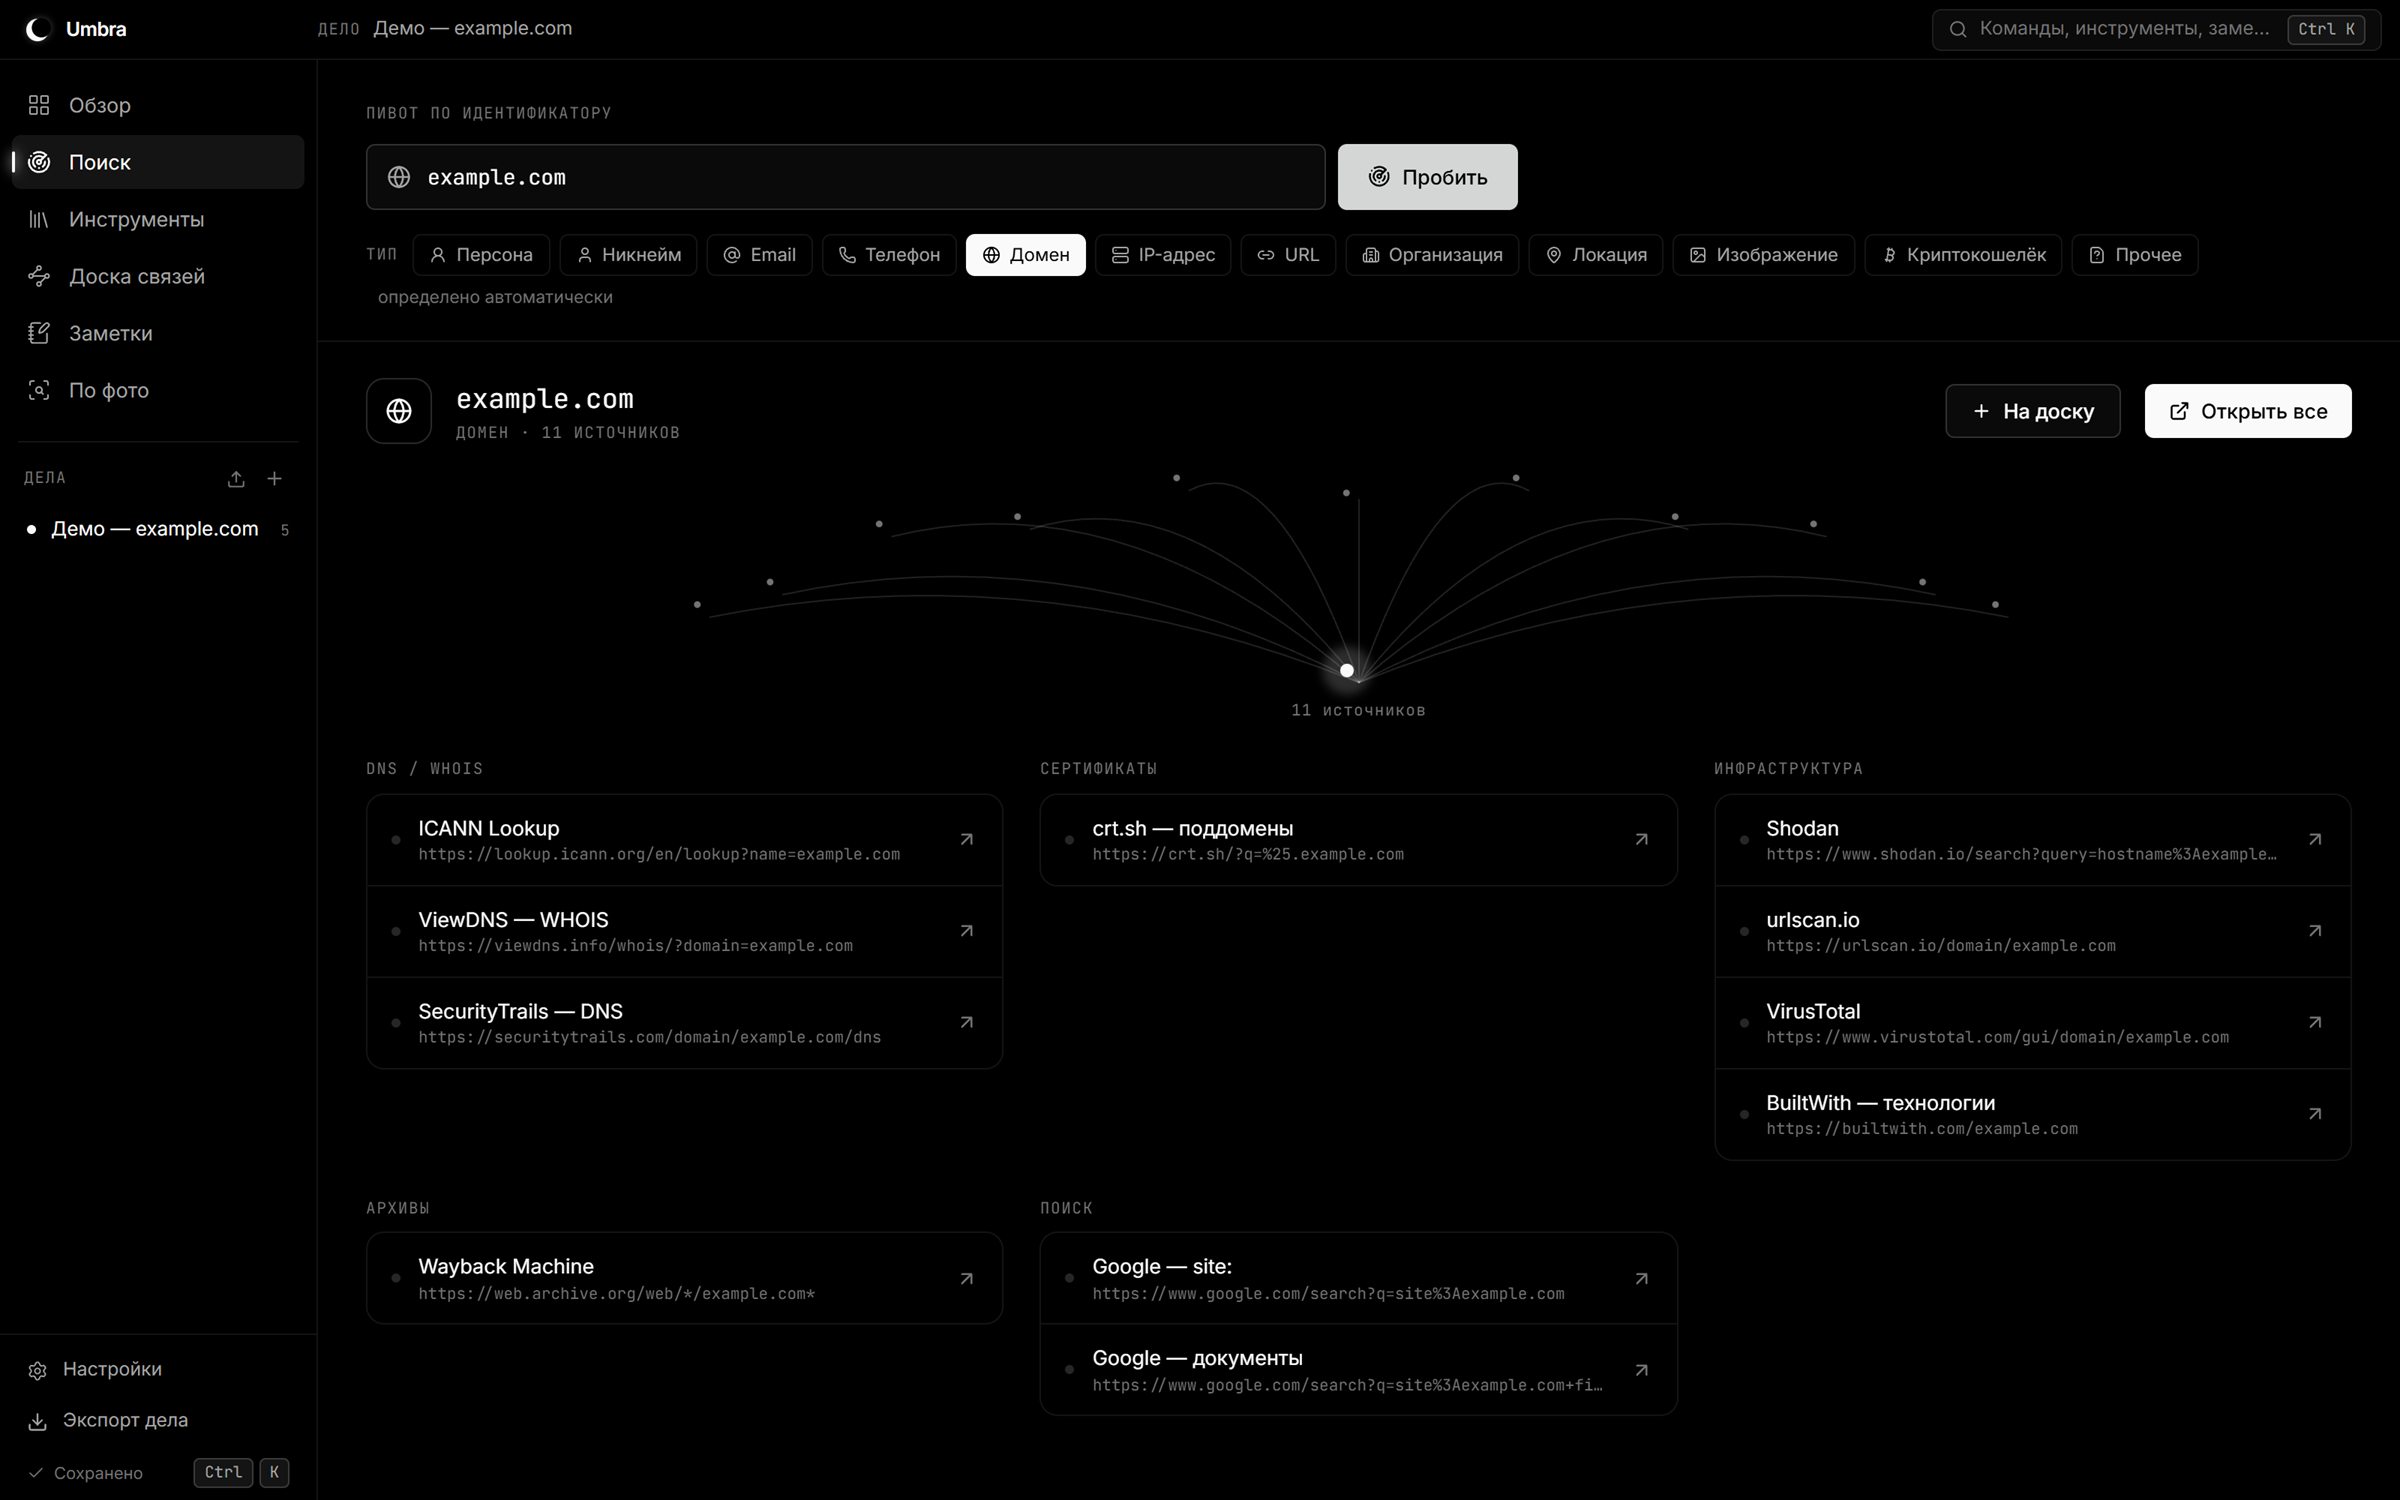 Umbra
ДЕЛО Демо — example.com
Команды, инструменты, заме... Ctrl K
Обзор
Поиск
Инструменты
Доска связей
Заметки
По фото
ДЕЛА
Демо — example.com 5
Настройки
Экспорт дела
Сохранено Ctrl K
ПИВОТ ПО ИДЕНТИФИКАТОРУ
example.com
Пробить
ТИП Персона Никнейм Email Телефон Домен IP-адрес URL Организация Локация Изображение Криптокошелёк Прочее
определено автоматически
example.com
ДОМЕН · 11 ИСТОЧНИКОВ
На доску
Открыть все
11 источников
DNS / WHOIS
ICANN Lookup
https://lookup.icann.org/en/lookup?name=example.com
ViewDNS — WHOIS
https://viewdns.info/whois/?domain=example.com
SecurityTrails — DNS
https://securitytrails.com/domain/example.com/dns
СЕРТИФИКАТЫ
crt.sh — поддомены
https://crt.sh/?q=%25.example.com
ИНФРАСТРУКТУРА
Shodan
https://www.shodan.io/search?query=hostname%3Aexample…
urlscan.io
https://urlscan.io/domain/example.com
VirusTotal
https://www.virustotal.com/gui/domain/example.com
BuiltWith — технологии
https://builtwith.com/example.com
АРХИВЫ
Wayback Machine
https://web.archive.org/web/*/example.com*
ПОИСК
Google — site:
https://www.google.com/search?q=site%3Aexample.com
Google — документы
https://www.google.com/search?q=site%3Aexample.com+fi…